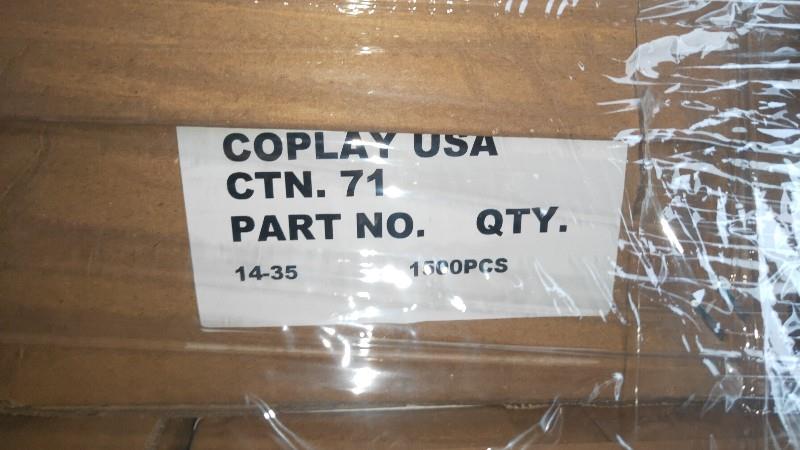 COPLAY USA
CTN. 71
PART NO. QTY.
14-35 1500PCS